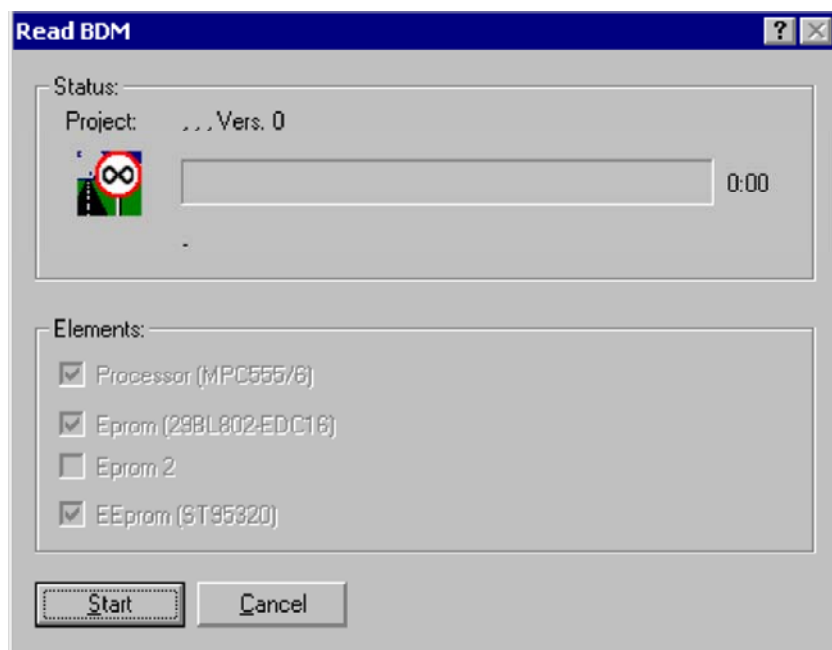 Read BDM
Status:
Project: , , , Vers. 0
0:00
-
Elements:
Processor (MPC555/6)
Eprom (29BL802-EDC16)
Eprom 2
EEprom (ST95320)
Start Cancel